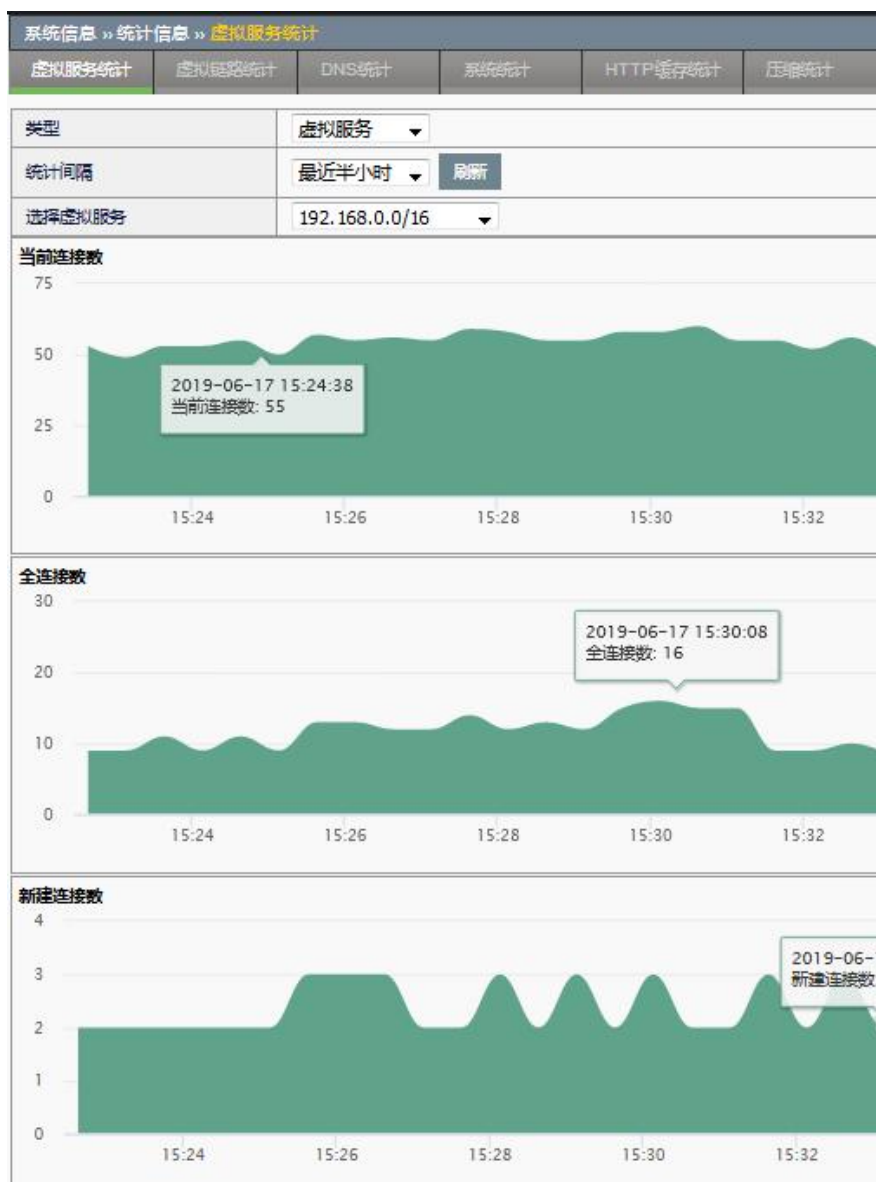 系统信息 » 统计信息 » 虚拟服务统计
虚拟服务统计 虚拟链路统计 DNS统计 系统统计 HTTP缓存统计 压缩统计
类型 虚拟服务
统计间隔 最近半小时 刷新
选择虚拟服务 192.168.0.0/16
当前连接数
75
50
2019-06-17 15:24:38
当前连接数: 55
25
0
15:24 15:26 15:28 15:30 15:32
全连接数
30
2019-06-17 15:30:08
全连接数: 16
20
10
0
15:24 15:26 15:28 15:30 15:32
新建连接数
4
2019-06-
新建连接数
3
2
1
0
15:24 15:26 15:28 15:30 15:32